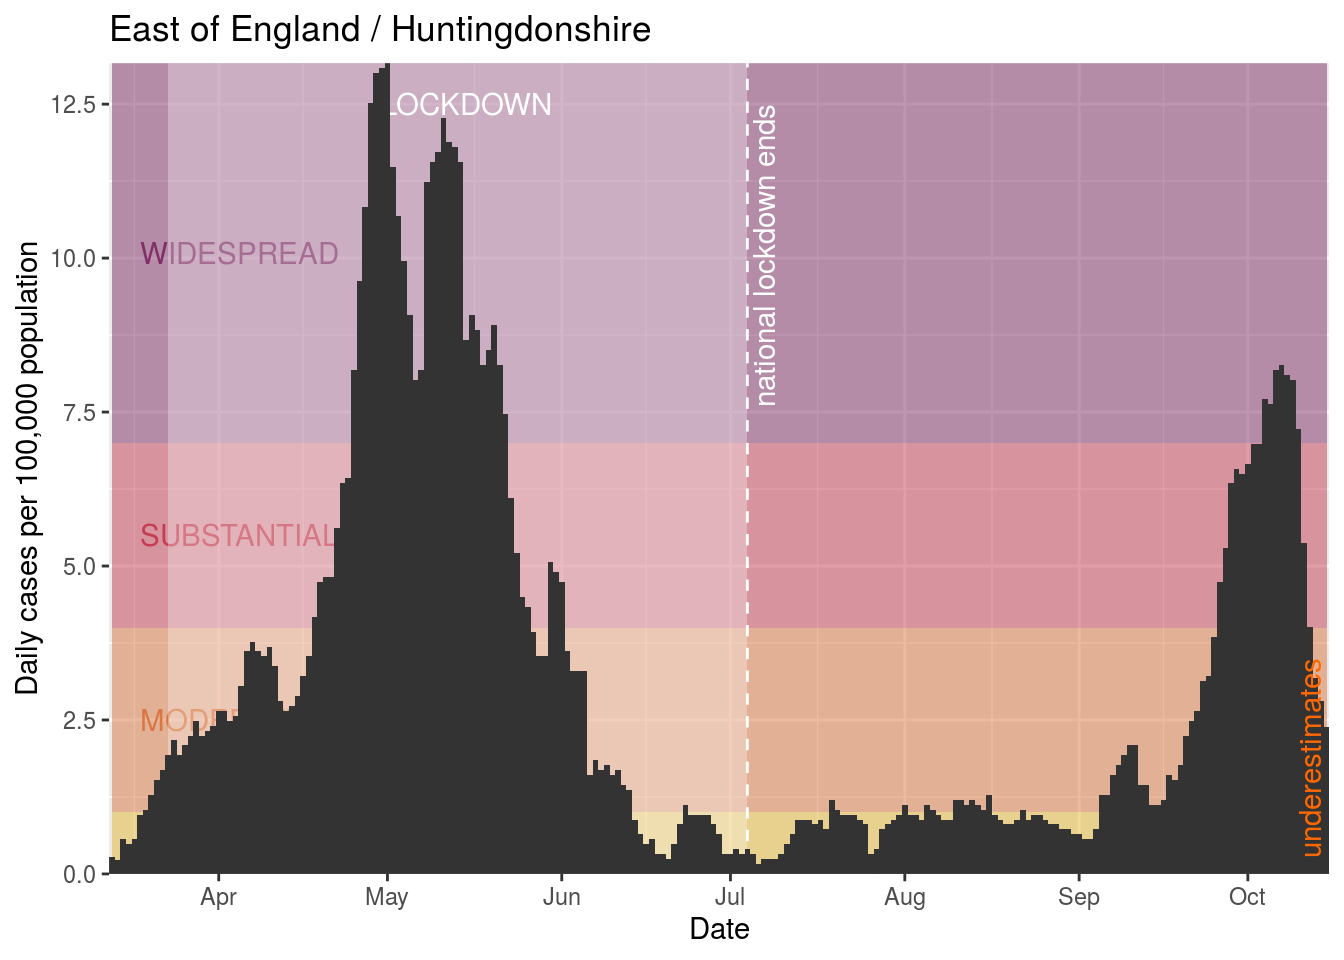 East of England / Huntingdonshire
Daily cases per 100,000 population
12.5
10.0
7.5
5.0
2.5
0.0
LOCKDOWN
WIDESPREAD
SUBSTANTIAL
national lockdown ends
underestimates
Apr
May
Jun
Jul
Aug
Sep
Oct
Date